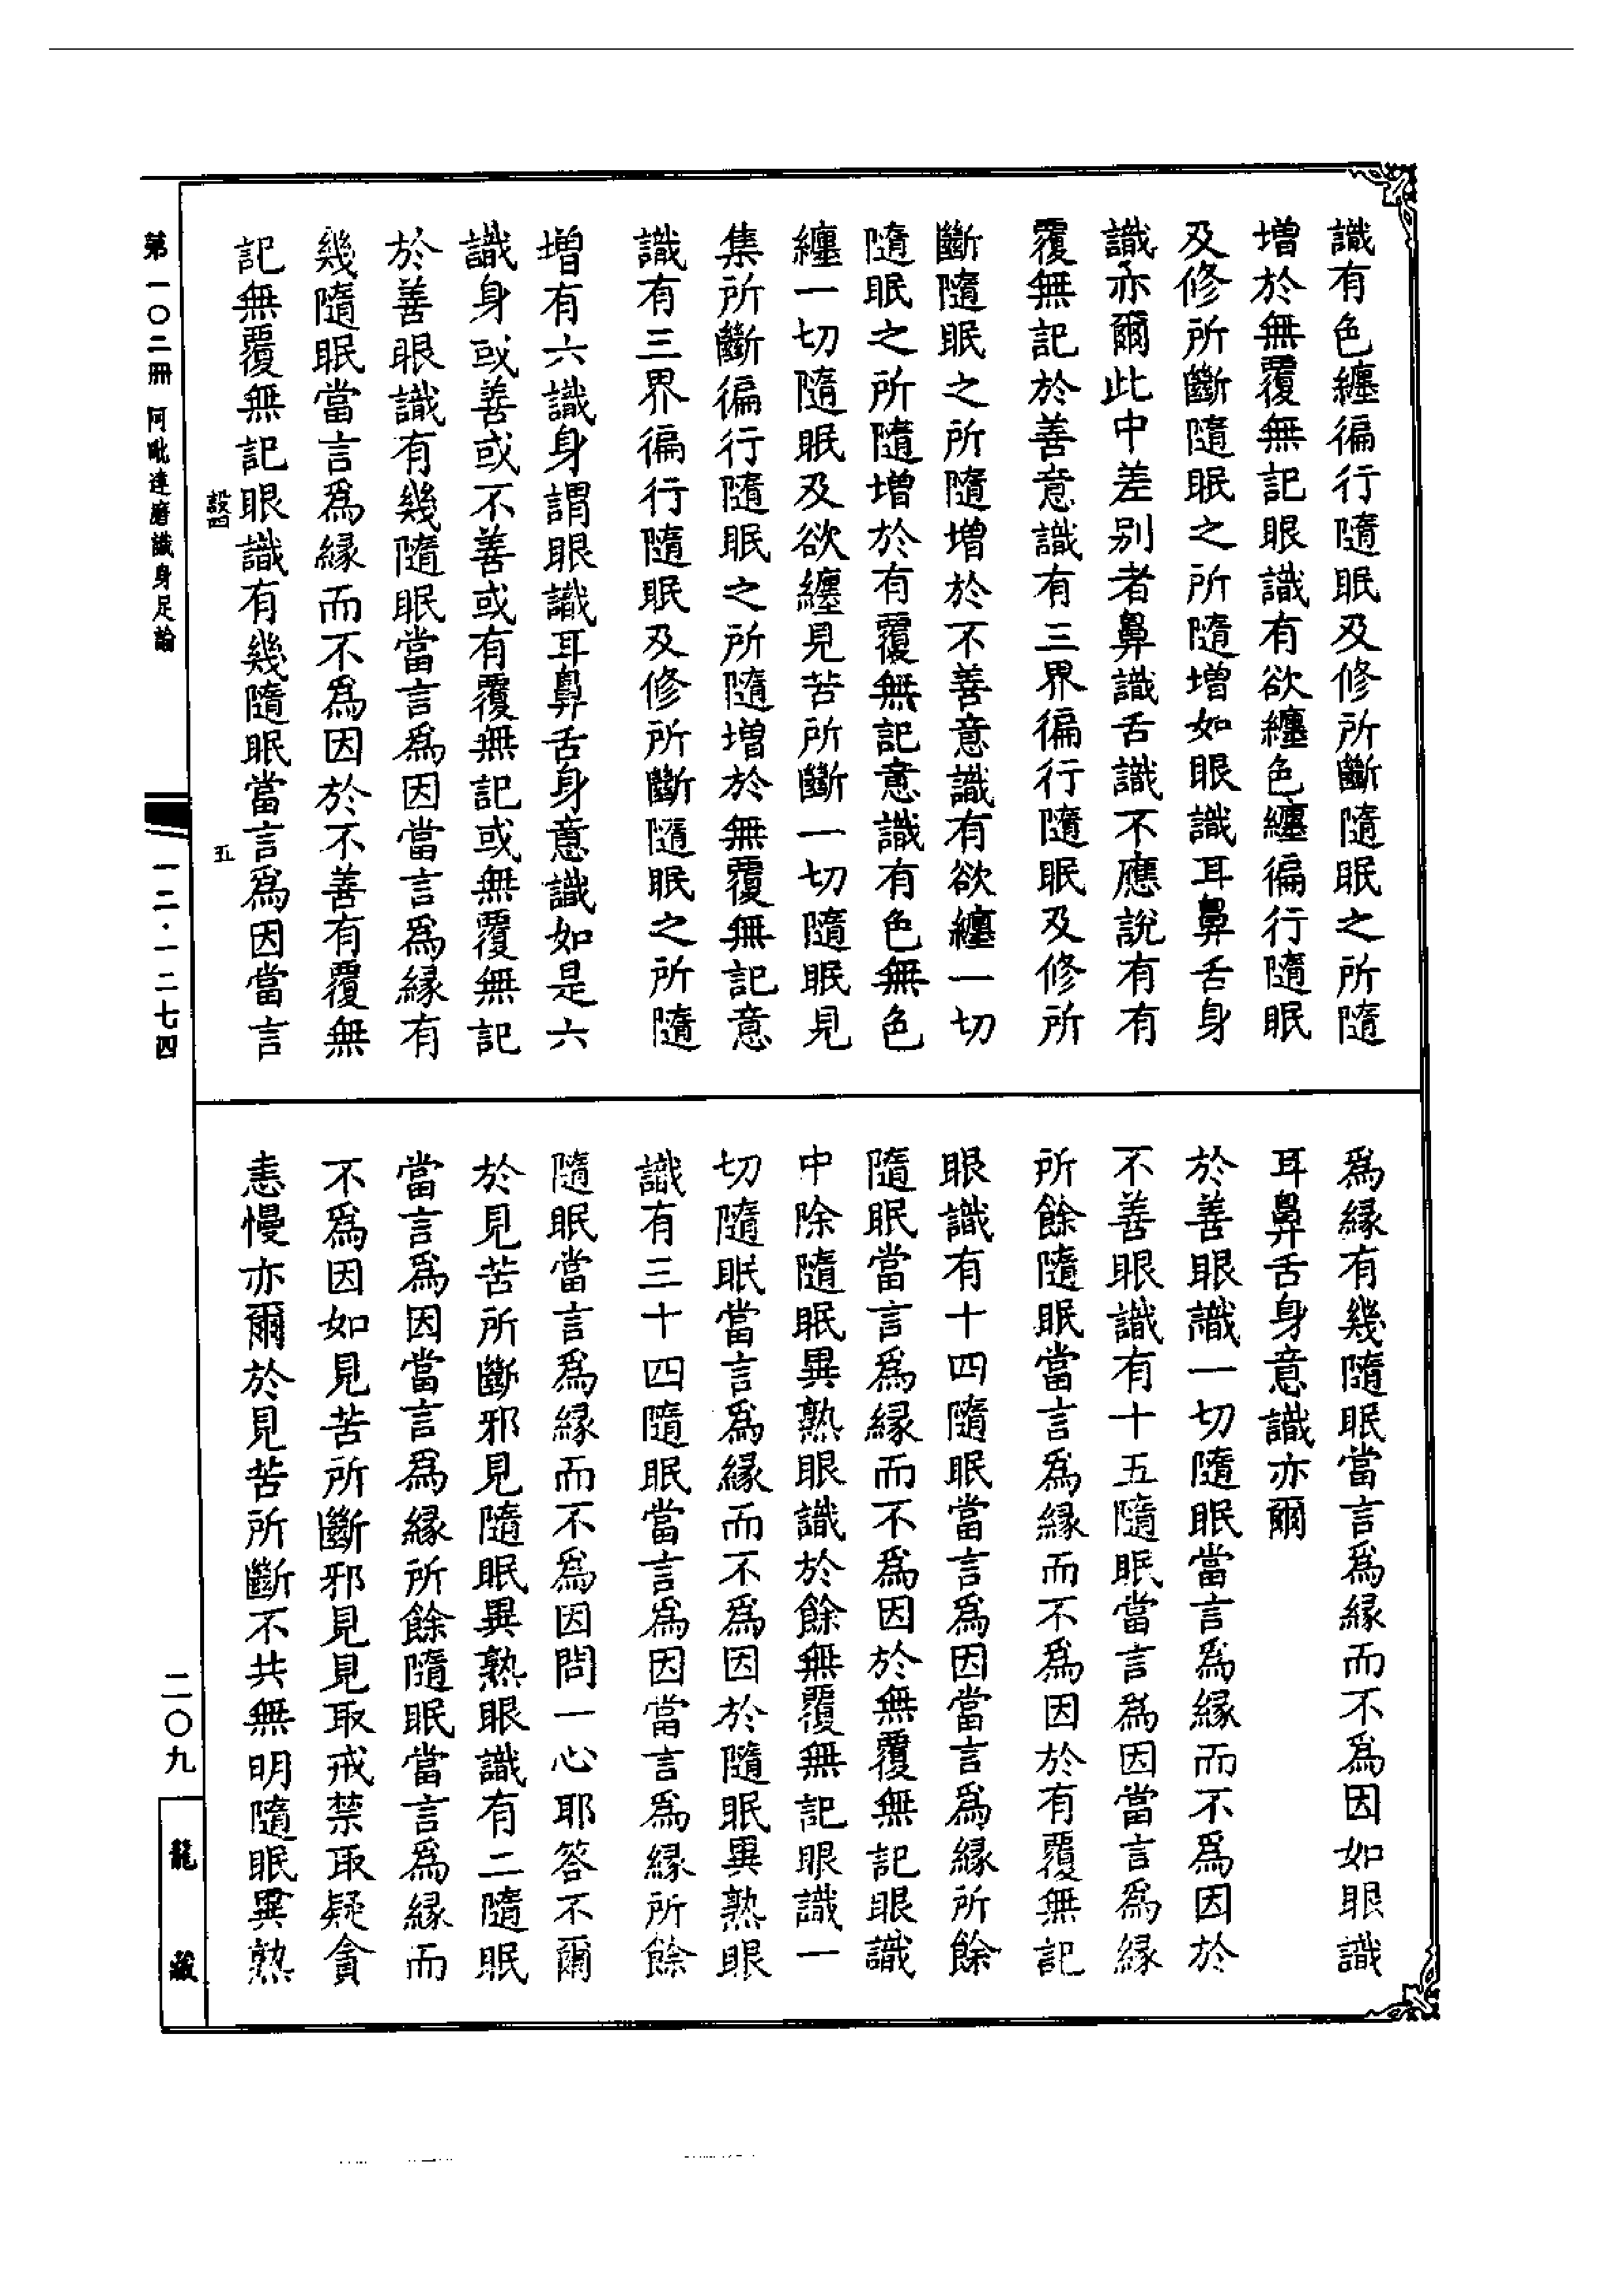 識有色纏徧行隨眠及修所斷隨眠之所隨
增於無覆無記眼識有欲纏色纏徧行隨眠
及修所斷隨眠之所隨增如眼識耳鼻舌身
識亦爾此中差別者鼻識舌識不應說有有
覆無記於善意識有三界徧行隨眠及修所
斷隨眠之所隨增於不善意識有欲纏一切
隨眠之所隨增於有覆無記意識有色無色
纏一切隨眠及欲纏見苦所斷一切隨眠見
集所斷徧行隨眠之所隨增於無覆無記意
識有三界徧行隨眠及修所斷隨眠之所隨
增有六識身謂眼識耳鼻舌身意識如是六
識身或善或不善或有覆無記或無覆無記
於善眼識有幾隨眠當言爲因當言爲緣有
幾隨眠當言爲緣而不爲因於不善有覆無
記無覆無記眼識有幾隨眠當言爲因當言
爲緣有幾隨眠當言爲緣而不爲因如眼識
耳鼻舌身意識亦爾
於善眼識一切隨眠當言爲緣而不爲因於
不善眼識有十五隨眠當言爲因當言爲緣
所餘隨眠當言爲緣而不爲因於有覆無記
眼識有十四隨眠當言爲因當言爲緣所餘
隨眠當言爲緣而不爲因於無覆無記眼識
中除隨眠異熟眼識於餘無覆無記眼識一
切隨眠當言爲緣而不爲因於隨眠異熟眼
識有三十四隨眠當言爲因當言爲緣所餘
隨眠當言爲緣而不爲因問一心耶答不爾
於見苦所斷邪見隨眠異熟眼識有二隨眠
當言爲因當言爲緣所餘隨眠當言爲緣而
不爲因如見苦所斷邪見見取戒禁取疑貪
恚慢亦爾於見苦所斷不共無明隨眠異熟
設四
五
第一〇二冊 阿毗達磨識身足論
一二·一二七四
二〇九
龍藏